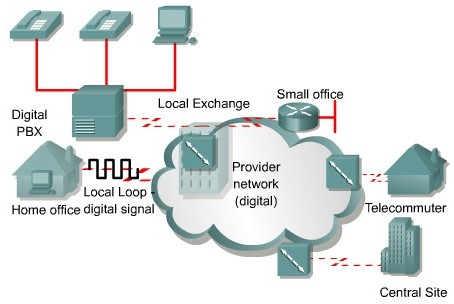 Small office
Local Exchange
Digital
PBX
Provider
network
(digital)
Local Loop -
digital signal
Home office
Telecommuter
Central Site